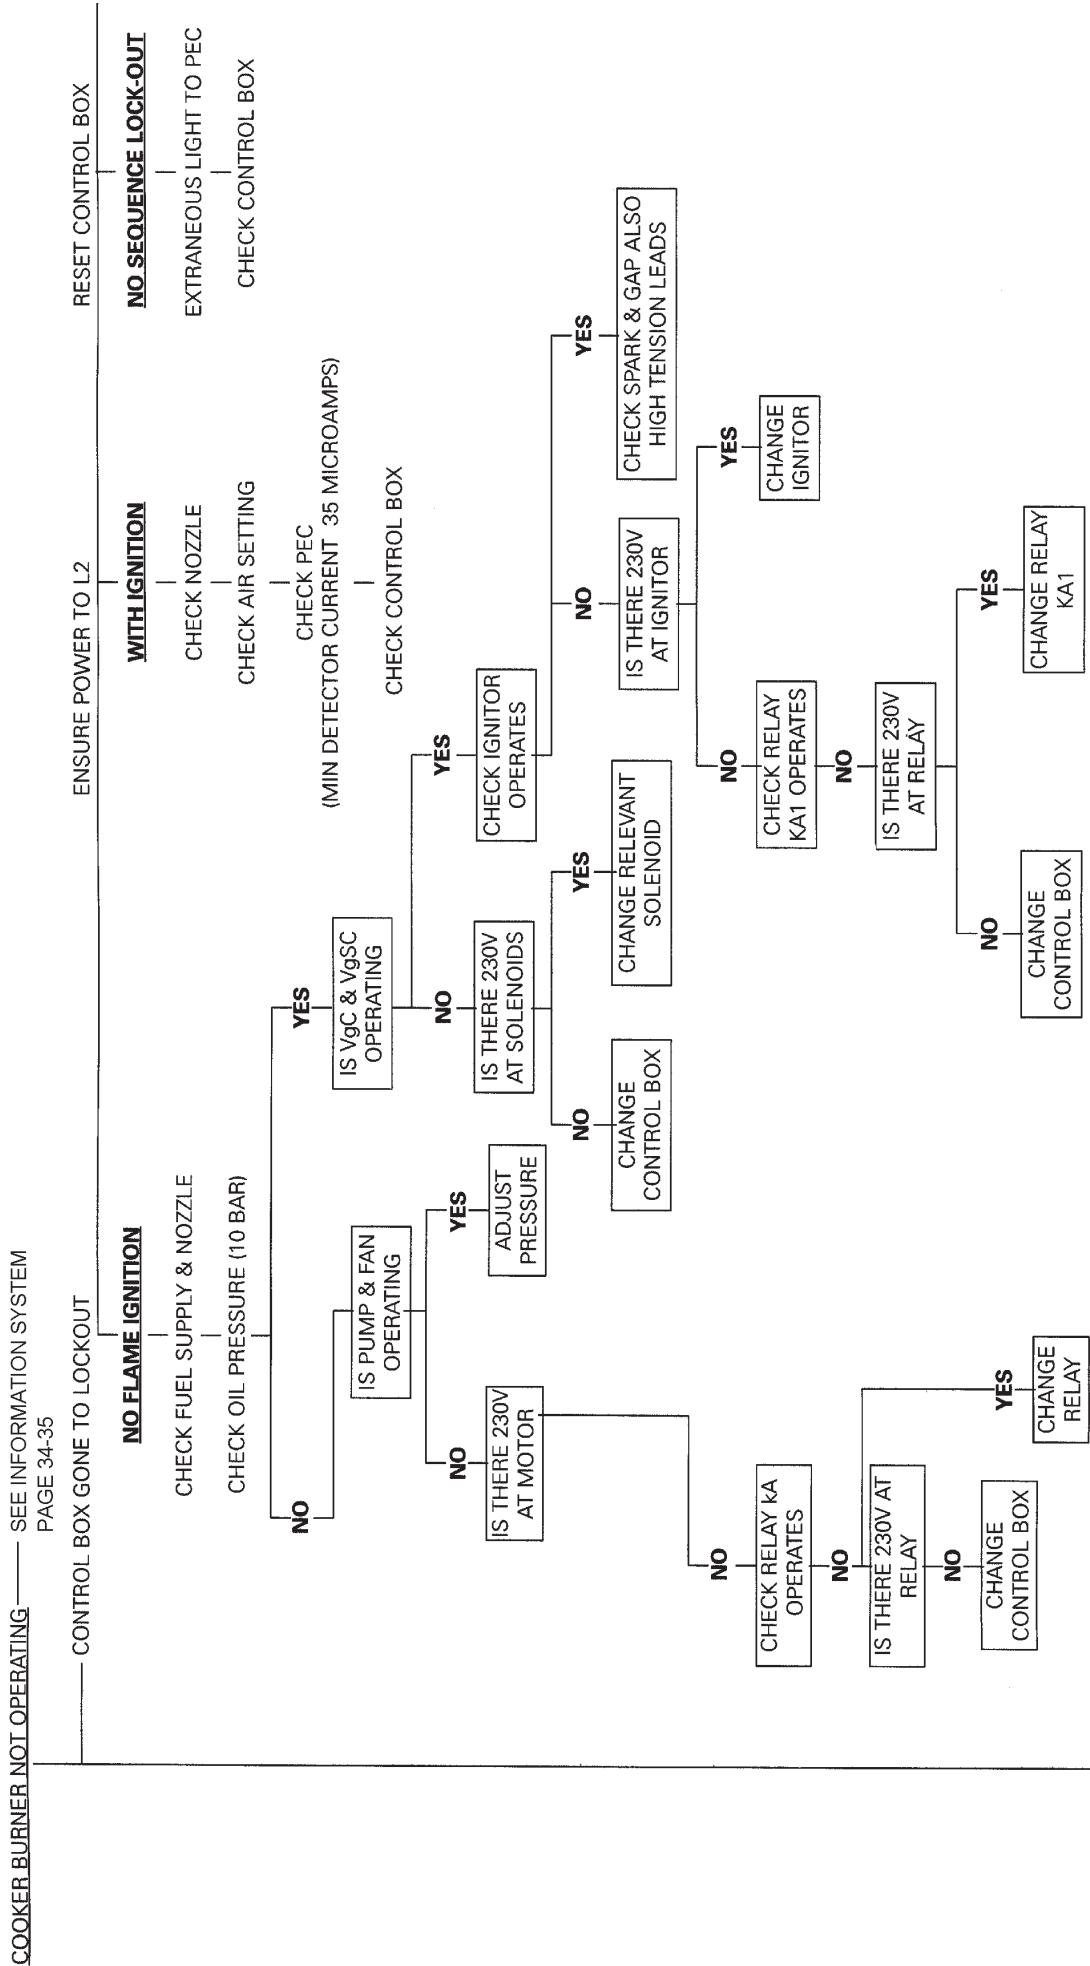 COOKER BURNER NOT OPERATING
SEE INFORMATION SYSTEM
PAGE 34-35
CONTROL BOX GONE TO LOCKOUT
ENSURE POWER TO L2
RESET CONTROL BOX
NO FLAME IGNITION
CHECK FUEL SUPPLY & NOZZLE
CHECK OIL PRESSURE (10 BAR)
WITH IGNITION
CHECK NOZZLE
CHECK AIR SETTING
CHECK PEC
(MIN DETECTOR CURRENT 35 MICROAMPS)
CHECK CONTROL BOX
NO SEQUENCE LOCK-OUT
EXTRANEOUS LIGHT TO PEC
CHECK CONTROL BOX
NO
YES
IS PUMP & FAN
OPERATING
IS VgC & VgSC
OPERATING
NO
YES
NO
YES
IS THERE 230V
AT MOTOR
ADJUST
PRESSURE
IS THERE 230V
AT SOLENOIDS
CHECK IGNITOR
OPERATES
NO
YES
NO
YES
CHANGE
CONTROL BOX
CHANGE RELEVANT
SOLENOID
IS THERE 230V
AT IGNITOR
CHECK SPARK & GAP ALSO
HIGH TENSION LEADS
NO
NO
YES
CHECK RELAY kA
OPERATES
CHECK RELAY
KA1 OPERATES
CHANGE
IGNITOR
NO
NO
IS THERE 230V AT
RELAY
IS THERE 230V
AT RELAY
NO
YES
NO
YES
CHANGE
CONTROL BOX
CHANGE
RELAY
CHANGE
CONTROL BOX
CHANGE RELAY
KA1